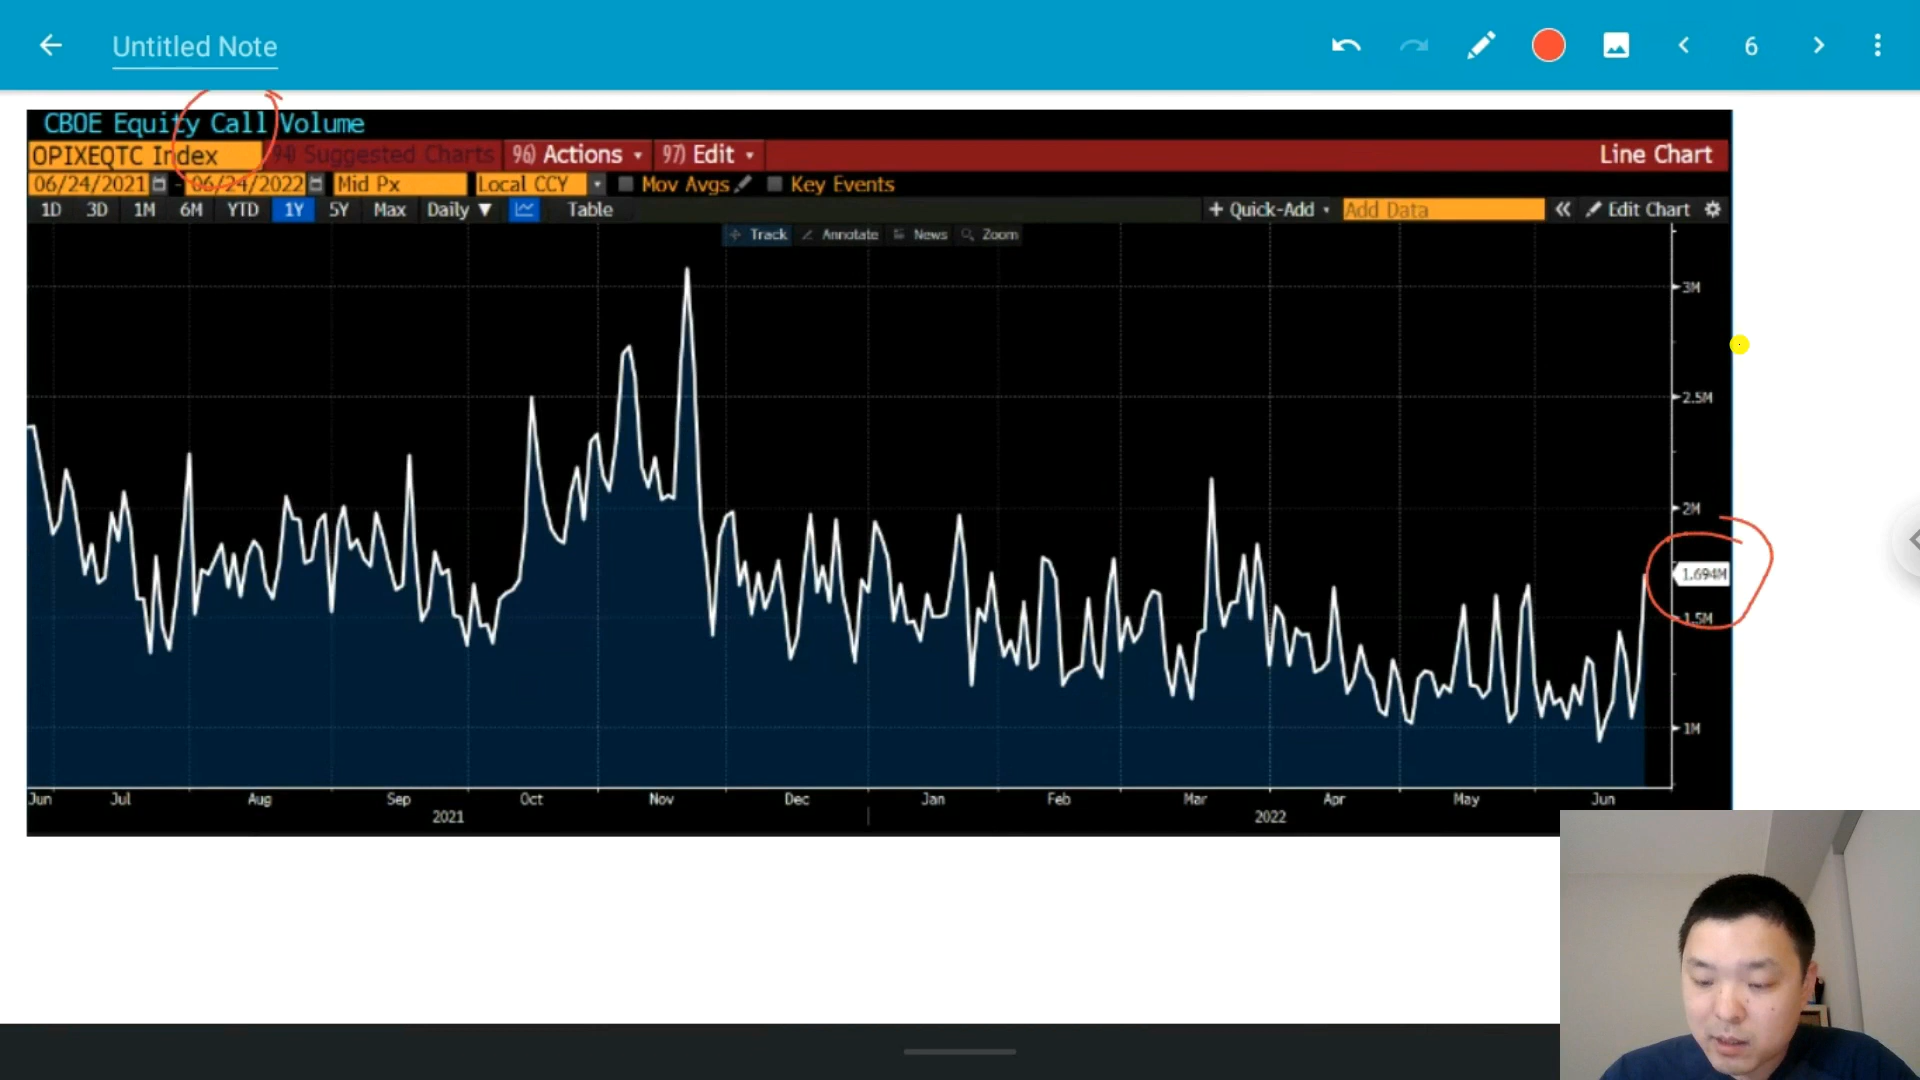 Untitled Note
6
CBOE Equity Call Volume
OPIXEQTC Index
94) Suggested Charts
96) Actions
97) Edit
Line Chart
06/24/2021 - 06/24/2022
Mid Px
Local CCY
Mov Avgs
Key Events
1D 3D 1M 6M YTD 1Y 5Y Max Daily ▼ Table
+ Quick-Add
Add Data
« Edit Chart
Track Annotate News Zoom
3M
2.5M
2M
1.694M
1.5M
1M
Jun Jul Aug Sep Oct Nov Dec Jan Feb Mar Apr May Jun
2021 2022